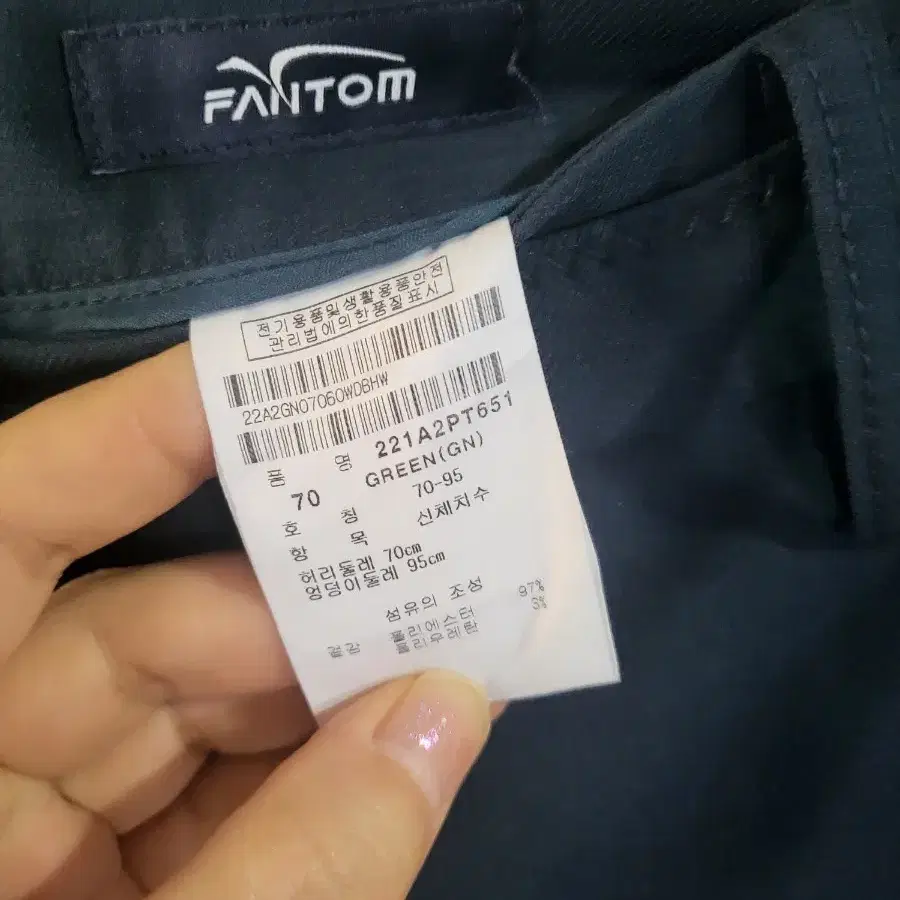 FANTOM
전기용품및생활용품안전
관리법에의한품질표시
22A2GN07060WDBHW
품 명 221A2PT651
GREEN(GN)
호 칭 70 70-95
항 목 신체치수
허리둘레 70cm
엉덩이둘레 95cm
섬유의 조성
겉감 폴리에스터 97%
폴리우레탄 3%